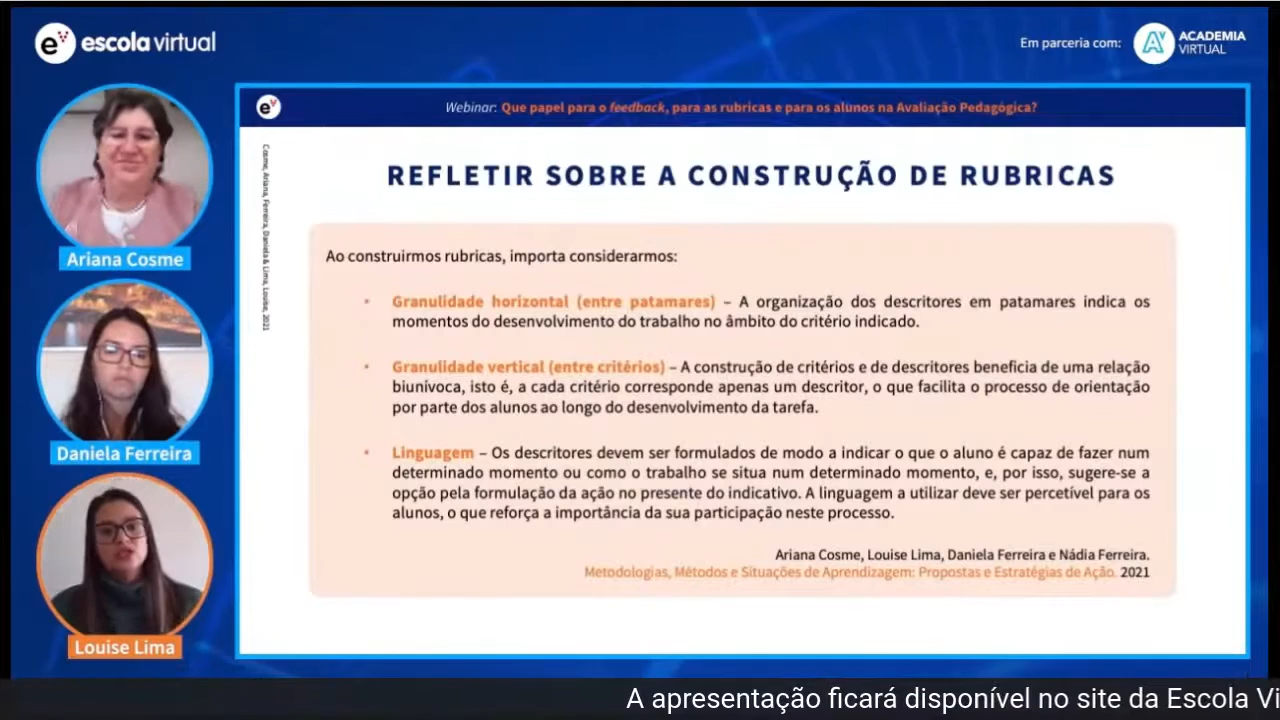 escola virtual
Em parceria com:
ACADEMIA
VIRTUAL
Webinar: Que papel para o feedback, para as rubricas e para os alunos na Avaliação Pedagógica?
Cosme, Ariana, Ferreira, Daniela & Lima, Louise, 2021
REFLETIR SOBRE A CONSTRUÇÃO DE RUBRICAS
Ao construirmos rubricas, importa considerarmos:
• Granulidade horizontal (entre patamares) – A organização dos descritores em patamares indica os
momentos do desenvolvimento do trabalho no âmbito do critério indicado.
• Granulidade vertical (entre critérios) – A construção de critérios e de descritores beneficia de uma relação
biunívoca, isto é, a cada critério corresponde apenas um descritor, o que facilita o processo de orientação
por parte dos alunos ao longo do desenvolvimento da tarefa.
• Linguagem – Os descritores devem ser formulados de modo a indicar o que o aluno é capaz de fazer num
determinado momento ou como o trabalho se situa num determinado momento, e, por isso, sugere-se a
opção pela formulação da ação no presente do indicativo. A linguagem a utilizar deve ser percetível para os
alunos, o que reforça a importância da sua participação neste processo.
Ariana Cosme, Louise Lima, Daniela Ferreira e Nádia Ferreira.
Metodologias, Métodos e Situações de Aprendizagem: Propostas e Estratégias de Ação. 2021
Ariana Cosme
Daniela Ferreira
Louise Lima
A apresentação ficará disponível no site da Escola Vi